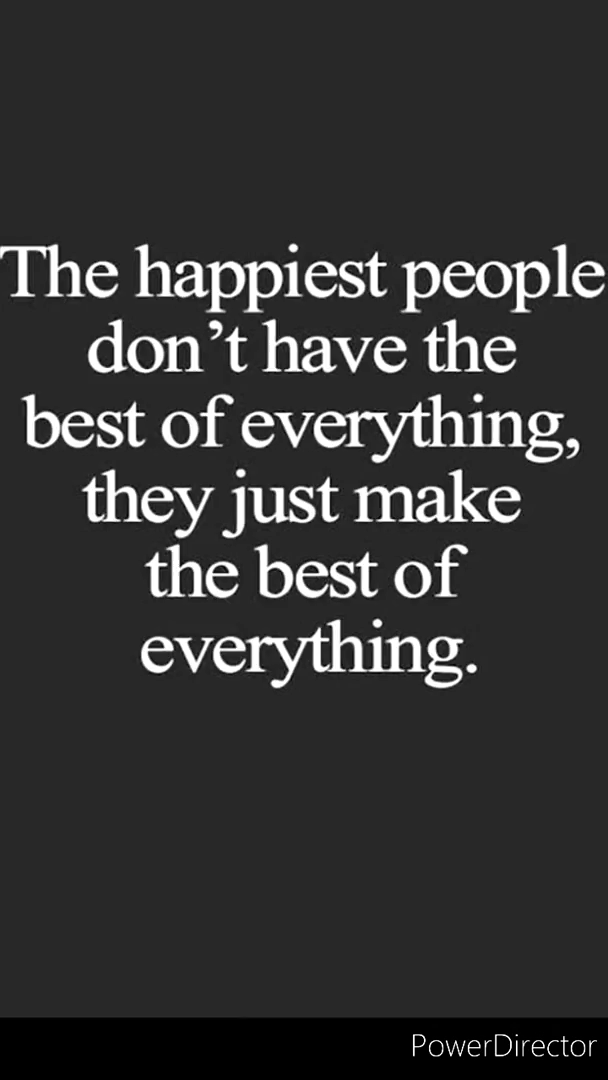 The happiest people
don’t have the
best of everything,
they just make
the best of
everything.
PowerDirector